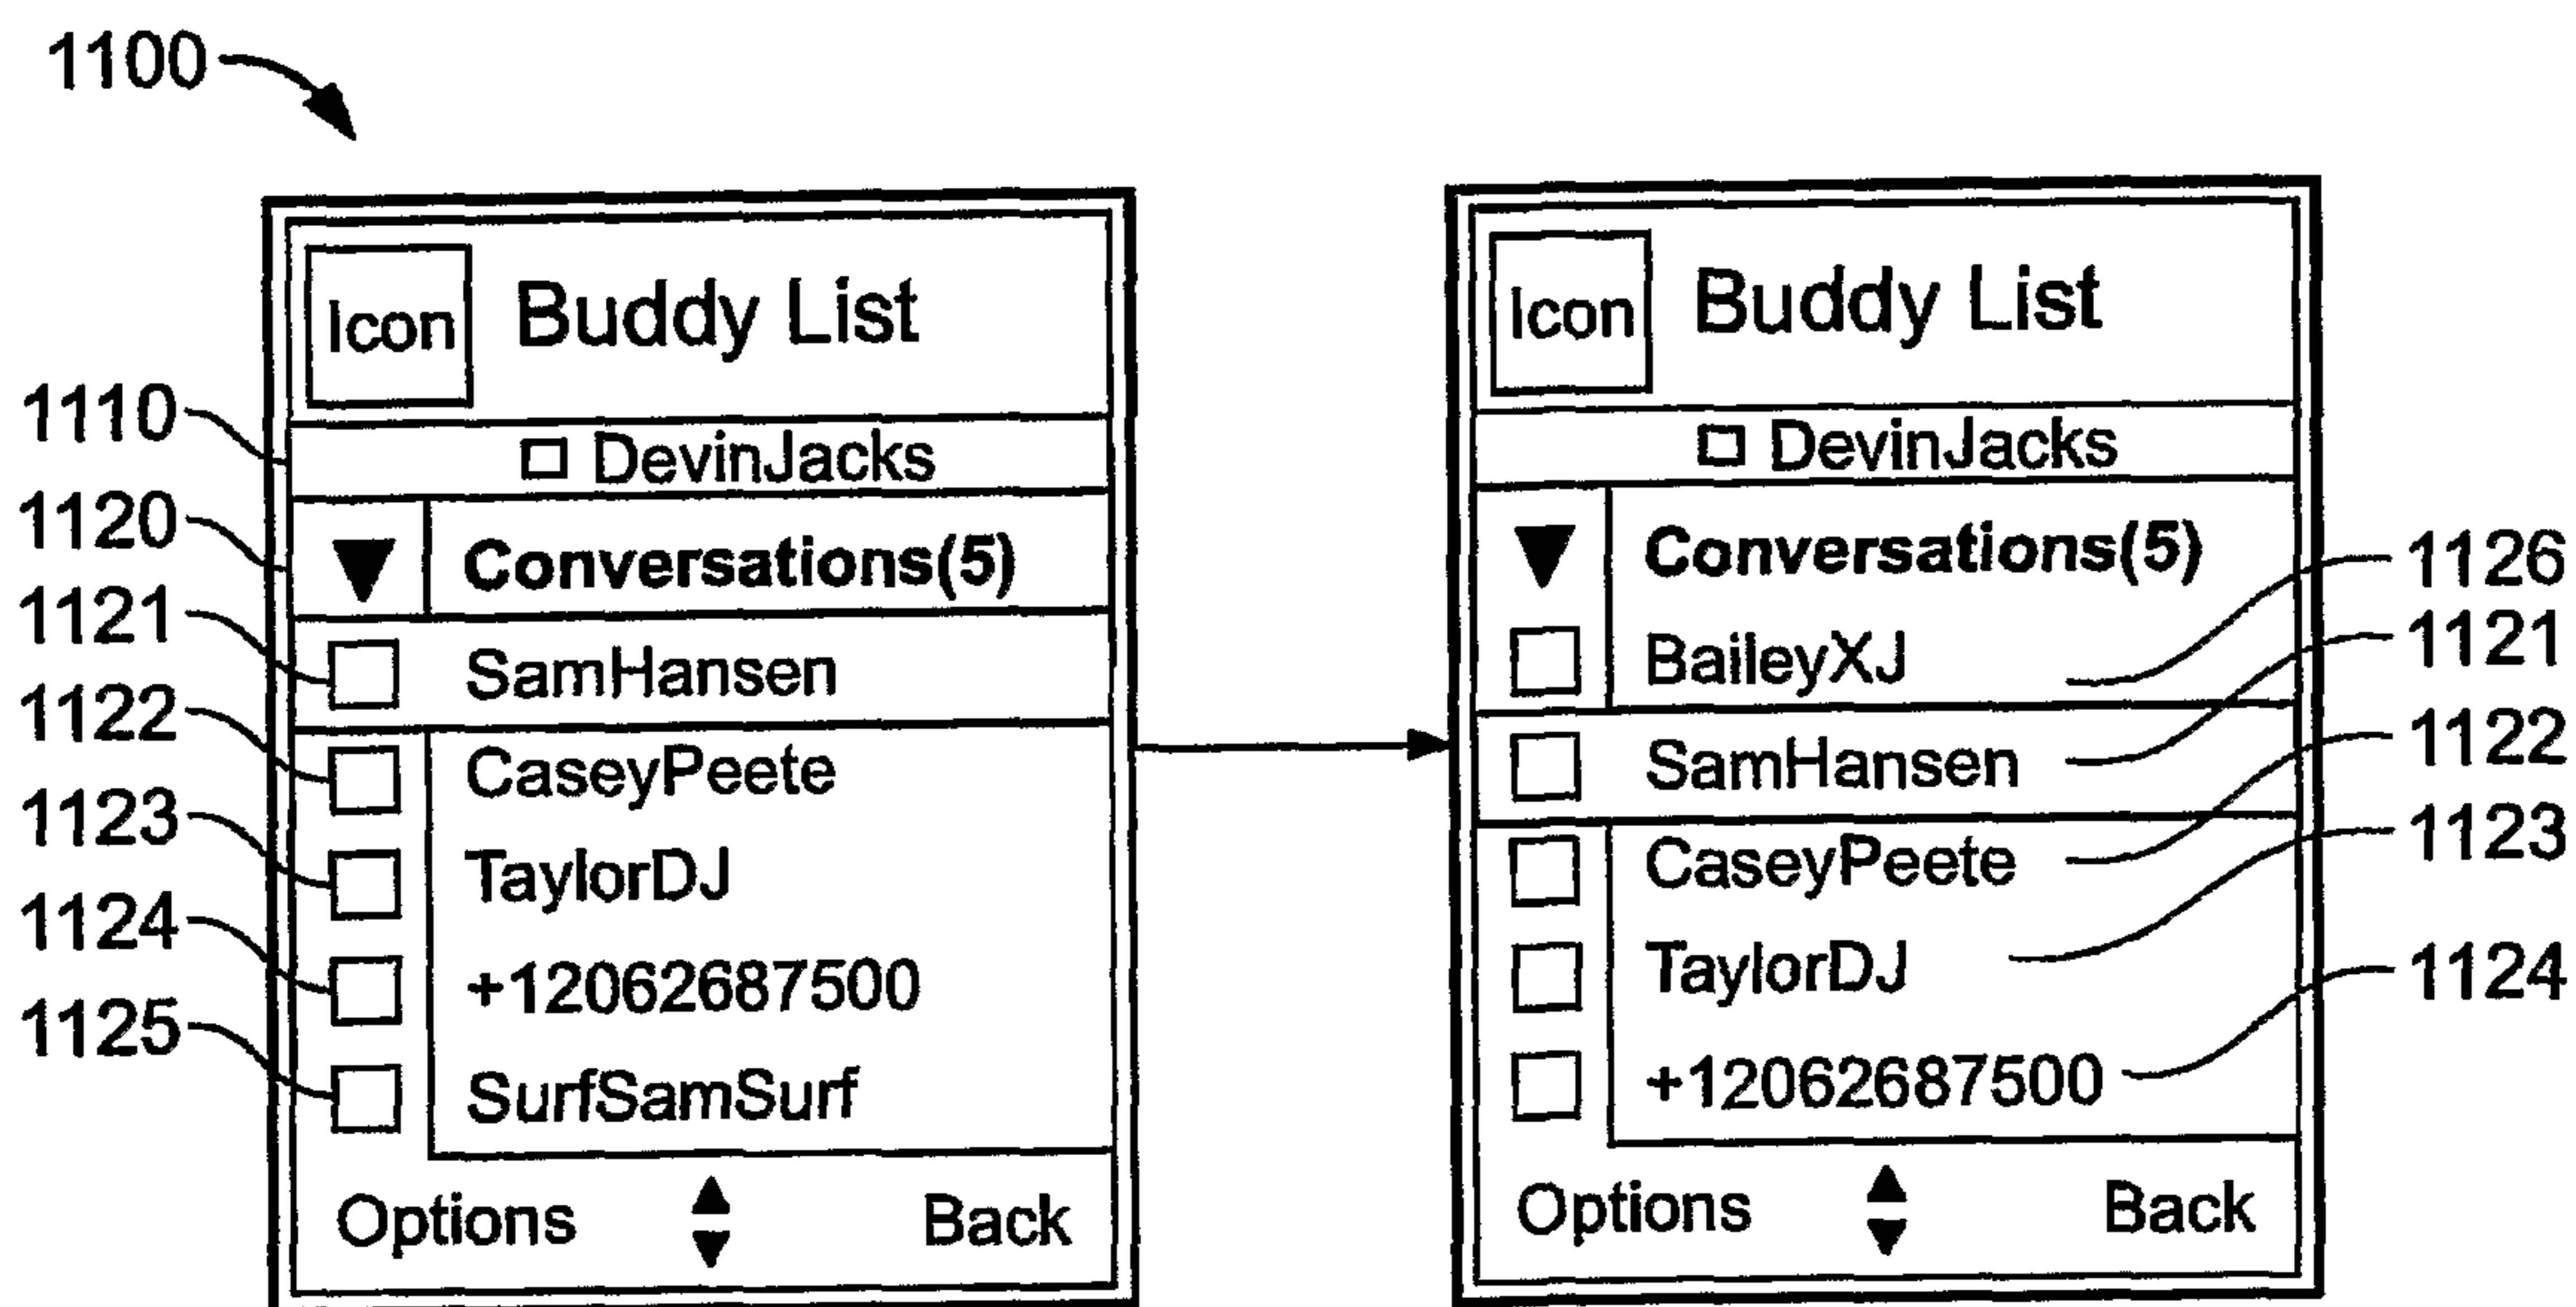 1100
Icon Buddy List
1110 DevinJacks
1120 Conversations(5)
1121 SamHansen
1122 CaseyPeete
1123 TaylorDJ
1124 +12062687500
1125 SurfSamSurf
Options Back
Icon Buddy List
DevinJacks
Conversations(5)
BaileyXJ 1126
SamHansen 1121
CaseyPeete 1122
TaylorDJ 1123
+12062687500 1124
Options Back